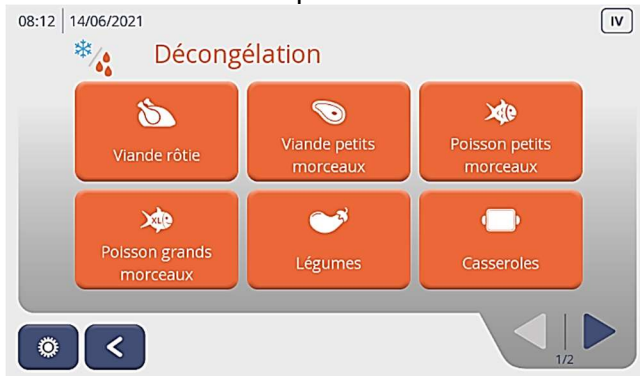 08:12 14/06/2021 IV
Décongélation
Viande rôtie
Viande petits
morceaux
Poisson petits
morceaux
XL
Poisson grands
morceaux
Légumes
Casseroles
1/2